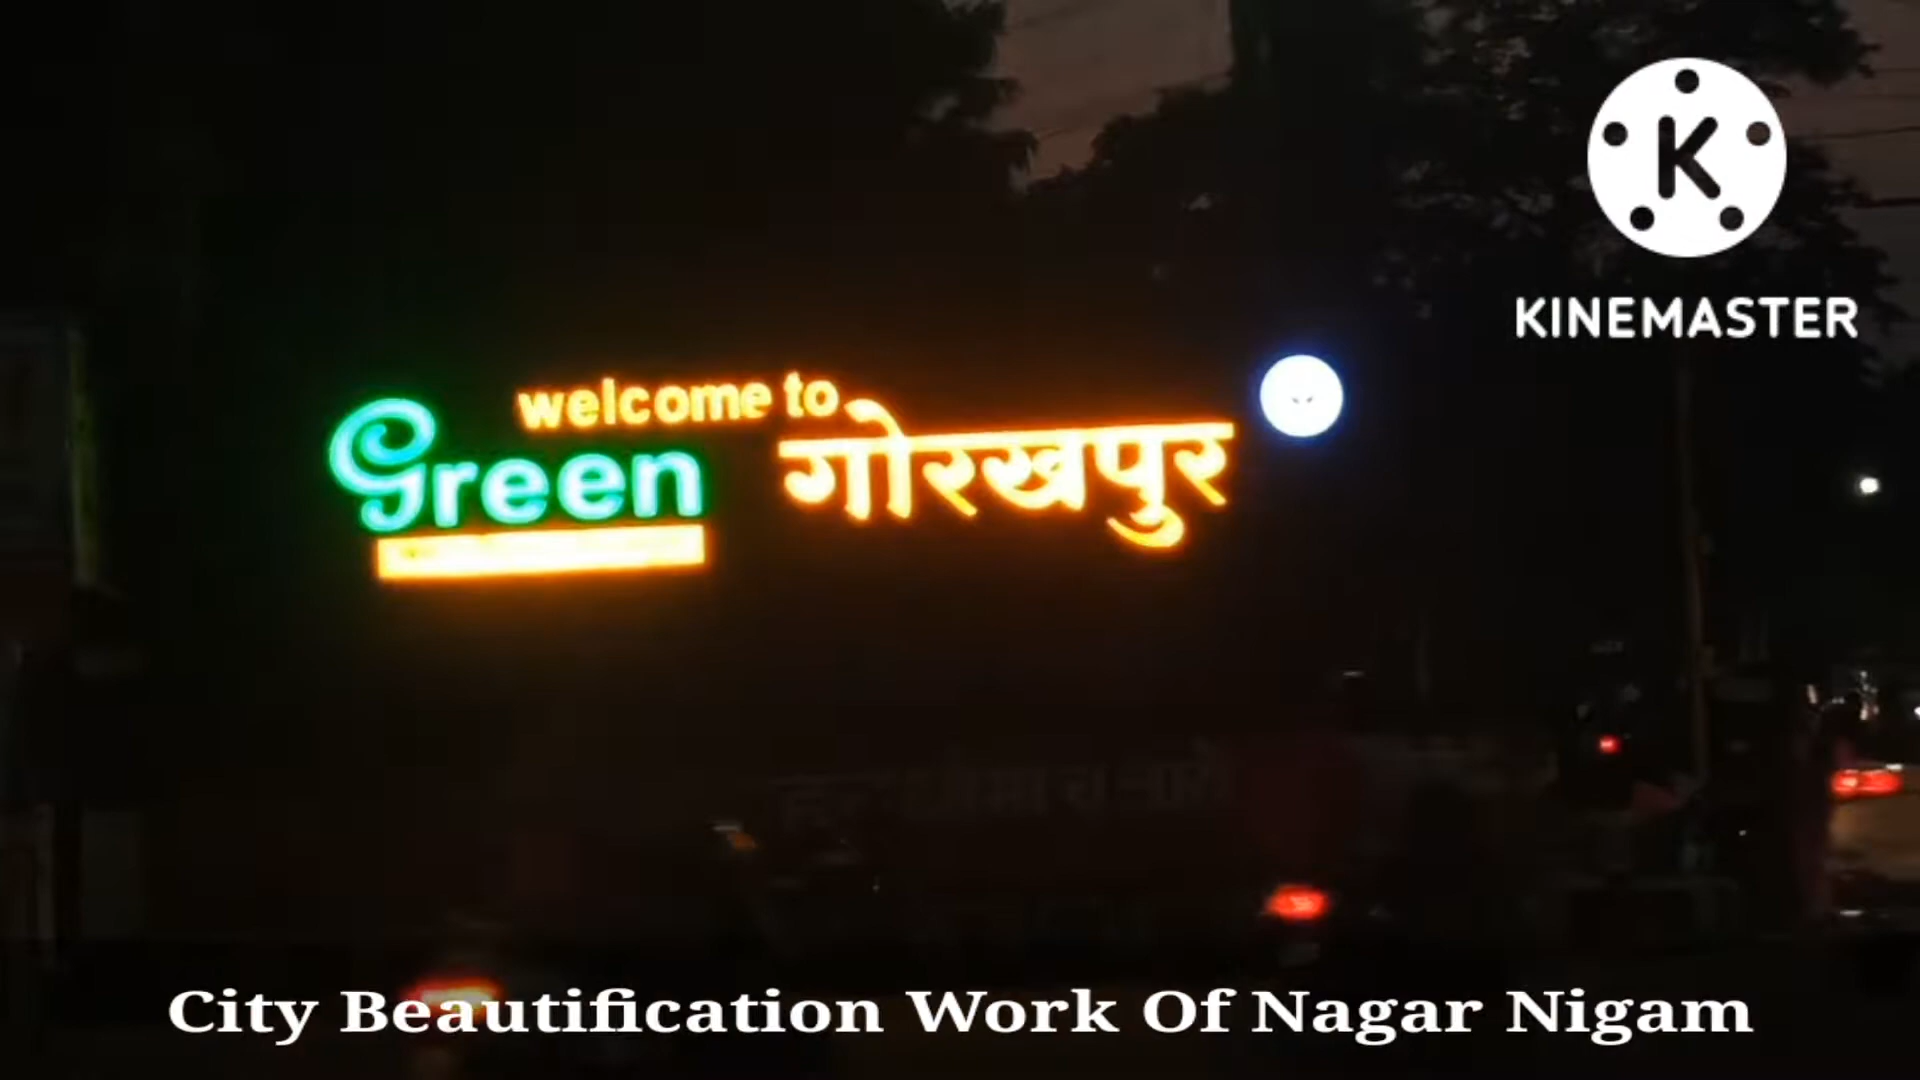 K
KINEMASTER
welcome to
Green गोरखपुर
City Beautification Work Of Nagar Nigam